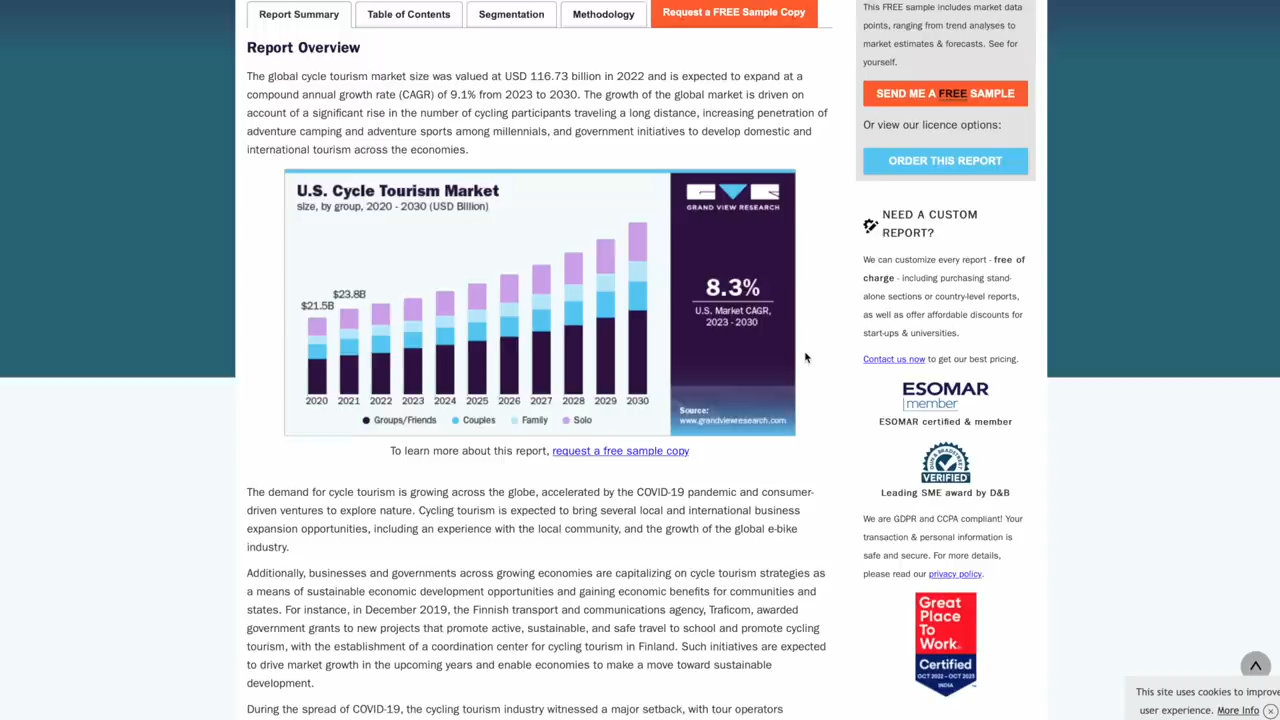 Report Summary
Table of Contents
Segmentation
Methodology
Request a FREE Sample Copy
Report Overview
The global cycle tourism market size was valued at USD 116.73 billion in 2022 and is expected to expand at a
compound annual growth rate (CAGR) of 9.1% from 2023 to 2030. The growth of the global market is driven on
account of a significant rise in the number of cycling participants traveling a long distance, increasing penetration of
adventure camping and adventure sports among millennials, and government initiatives to develop domestic and
international tourism across the economies.
U.S. Cycle Tourism Market
size, by group, 2020 - 2030 (USD Billion)
$21.5B
$23.8B
2020 2021 2022 2023 2024 2025 2026 2027 2028 2029 2030
Groups/Friends Couples Family Solo
GRAND VIEW RESEARCH
8.3%
U.S. Market CAGR,
2023 - 2030
Source:
www.grandviewresearch.com
To learn more about this report, request a free sample copy
The demand for cycle tourism is growing across the globe, accelerated by the COVID-19 pandemic and consumer-
driven ventures to explore nature. Cycling tourism is expected to bring several local and international business
expansion opportunities, including an experience with the local community, and the growth of the global e-bike
industry.
Additionally, businesses and governments across growing economies are capitalizing on cycle tourism strategies as
a means of sustainable economic development opportunities and gaining economic benefits for communities and
states. For instance, in December 2019, the Finnish transport and communications agency, Traficom, awarded
government grants to new projects that promote active, sustainable, and safe travel to school and promote cycling
tourism, with the establishment of a coordination center for cycling tourism in Finland. Such initiatives are expected
to drive market growth in the upcoming years and enable economies to make a move toward sustainable
development.
During the spread of COVID-19, the cycling tourism industry witnessed a major setback, with tour operators
This FREE sample includes market data
points, ranging from trend analyses to
market estimates & forecasts. See for
yourself.
SEND ME A FREE SAMPLE
Or view our licence options:
ORDER THIS REPORT
NEED A CUSTOM
REPORT?
We can customize every report - free of
charge - including purchasing stand-
alone sections or country-level reports,
as well as offer affordable discounts for
start-ups & universities.
Contact us now to get our best pricing.
ESOMAR
member
ESOMAR certified & member
DUN & BRADSTREET
VERIFIED
Leading SME award by D&B
We are GDPR and CCPA compliant! Your
transaction & personal information is
safe and secure. For more details,
please read our privacy policy.
Great
Place
To
Work.
Certified
OCT 2022 – OCT 2023
INDIA
This site uses cookies to improve
user experience. More Info